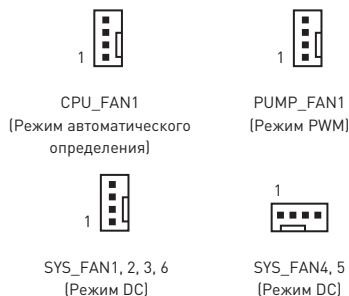 1
1
CPU_FAN1
(Режим автоматического
определения)
PUMP_FAN1
(Режим PWM)
1
1
SYS_FAN1, 2, 3, 6
(Режим DC)
SYS_FAN4, 5
(Режим DC)